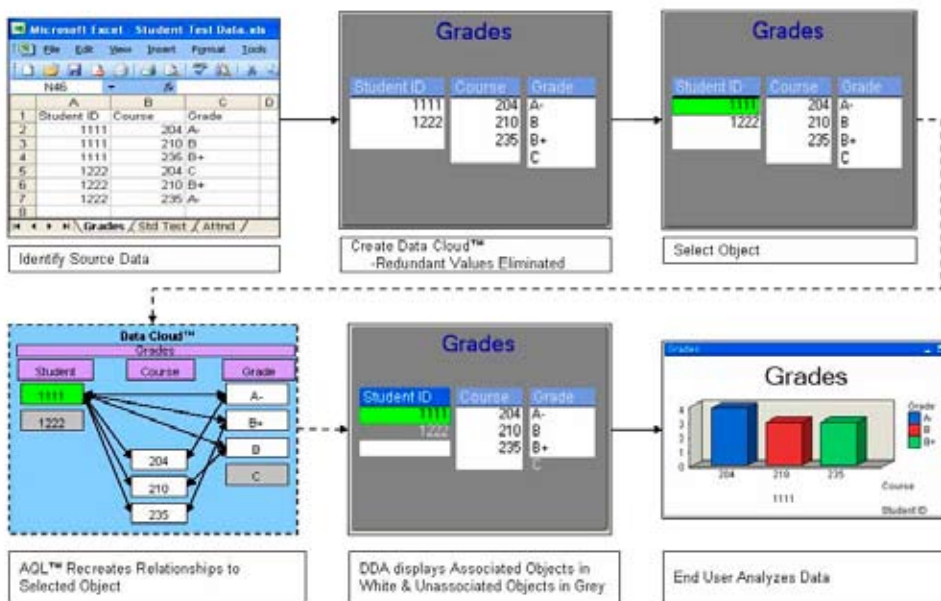 Microsoft Excel - Student Test Data.xls
File Edit View Insert Format Tools
N46 fx
A B C D
1 Student ID Course Grade
2 1111 204 A-
3 1111 210 B
4 1111 235 B+
5 1222 204 C
6 1222 210 B+
7 1222 235 A-
8
Grades / Std Test / Attnd /
Identify Source Data
Grades
Student ID Course Grade
1111 204 A-
1222 210 B
235 B+
C
Create Data Cloud™
-Redundant Values Eliminated
Grades
Student ID Course Grade
1111 204 A-
1222 210 B
235 B+
C
Select Object
Data Cloud™
Grades
Student Course Grade
1111 A-
1222 B+
B
204 C
210
235
AQL™ Recreates Relationships to
Selected Object
Grades
Student ID Course Grade
1111 204 A-
1222 210 B
235 B+
C
DDA displays Associated Objects in
White & Unassociated Objects in Grey
Grades
Grades
4
3
2
1
0
204 210 235
1111
Course
Student ID
Grade
A-
B
B+
End User Analyzes Data